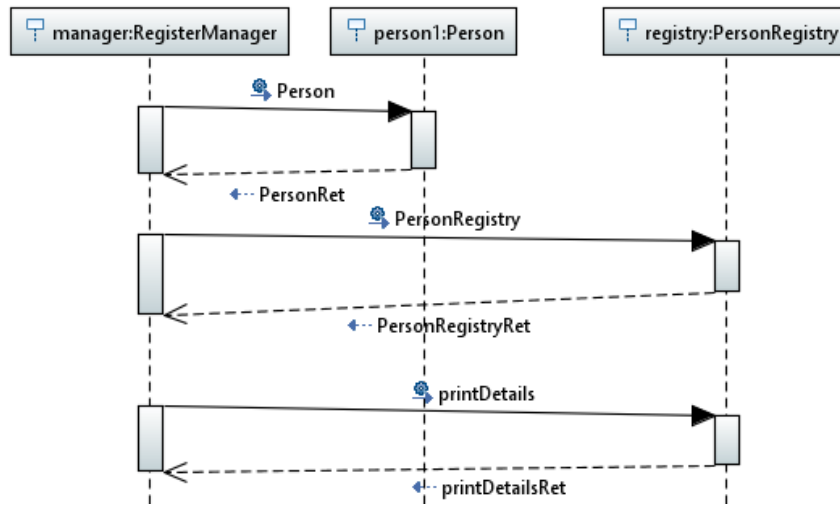 manager:RegisterManager
person1:Person
registry:PersonRegistry
Person
PersonRet
PersonRegistry
PersonRegistryRet
printDetails
printDetailsRet